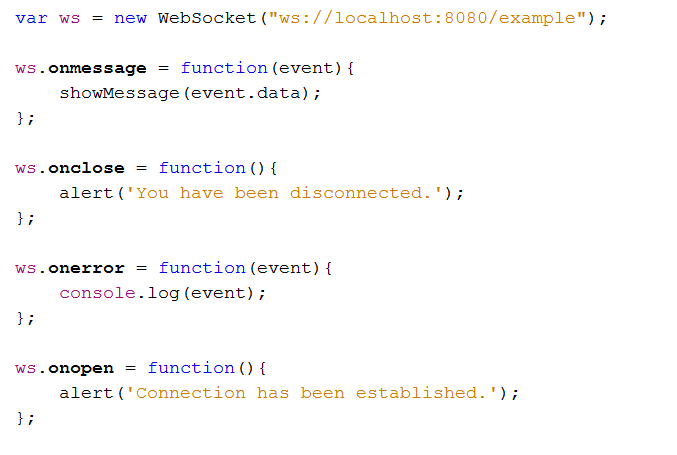 var ws = new WebSocket("ws://localhost:8080/example");
ws.onmessage = function(event){
showMessage(event.data);
};
ws.onclose = function(){
alert('You have been disconnected.');
};
ws.onerror = function(event){
console.log(event);
};
ws.onopen = function(){
alert('Connection has been established.');
};